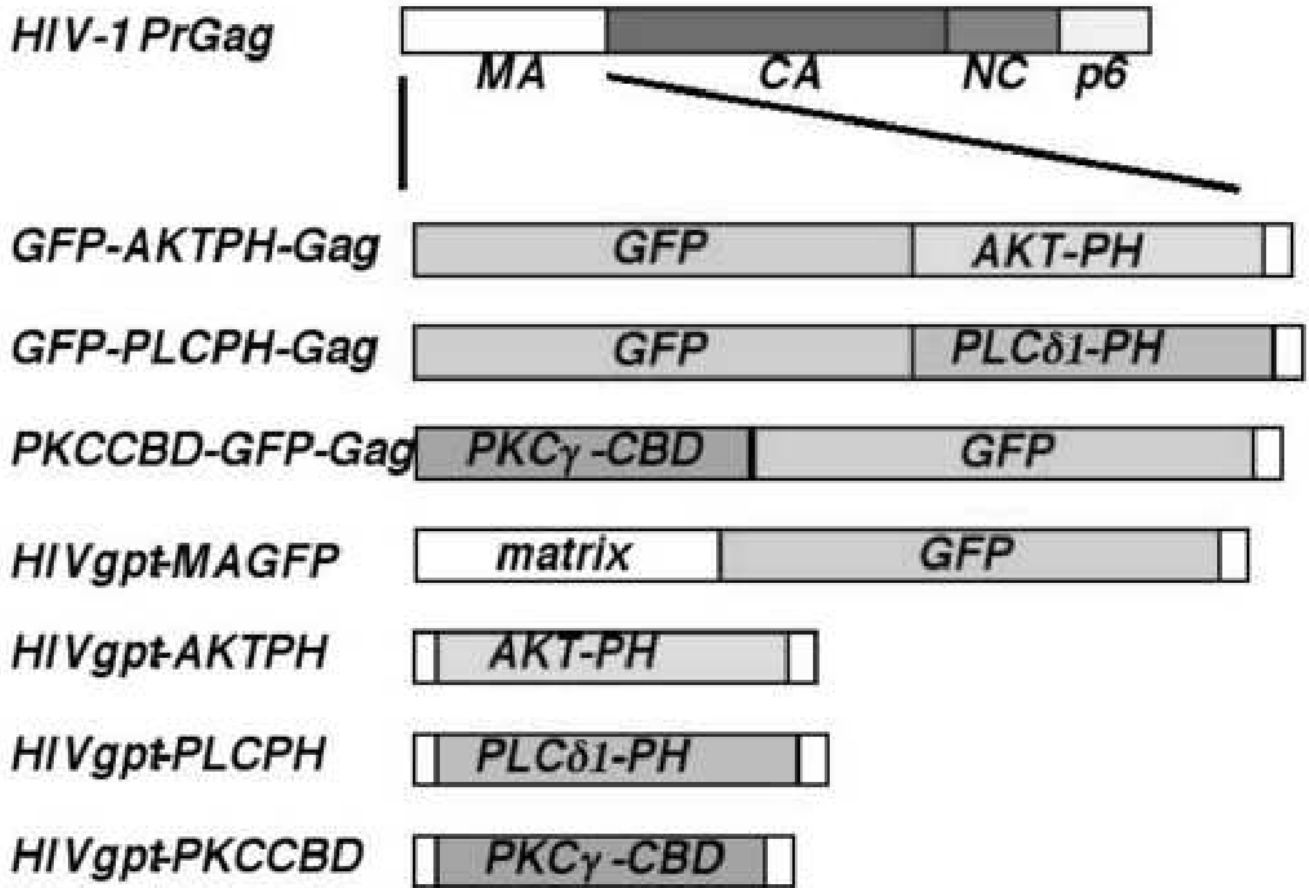 HIV-1 PrGag
MA CA NC p6
GFP-AKTPH-Gag GFP AKT-PH
GFP-PLCPH-Gag GFP PLCδ1-PH
PKCCBD-GFP-Gag PKCγ-CBD GFP
HIVgpt-MAGFP matrix GFP
HIVgpt-AKTPH AKT-PH
HIVgpt-PLCPH PLCδ1-PH
HIVgpt-PKCCBD PKCγ-CBD